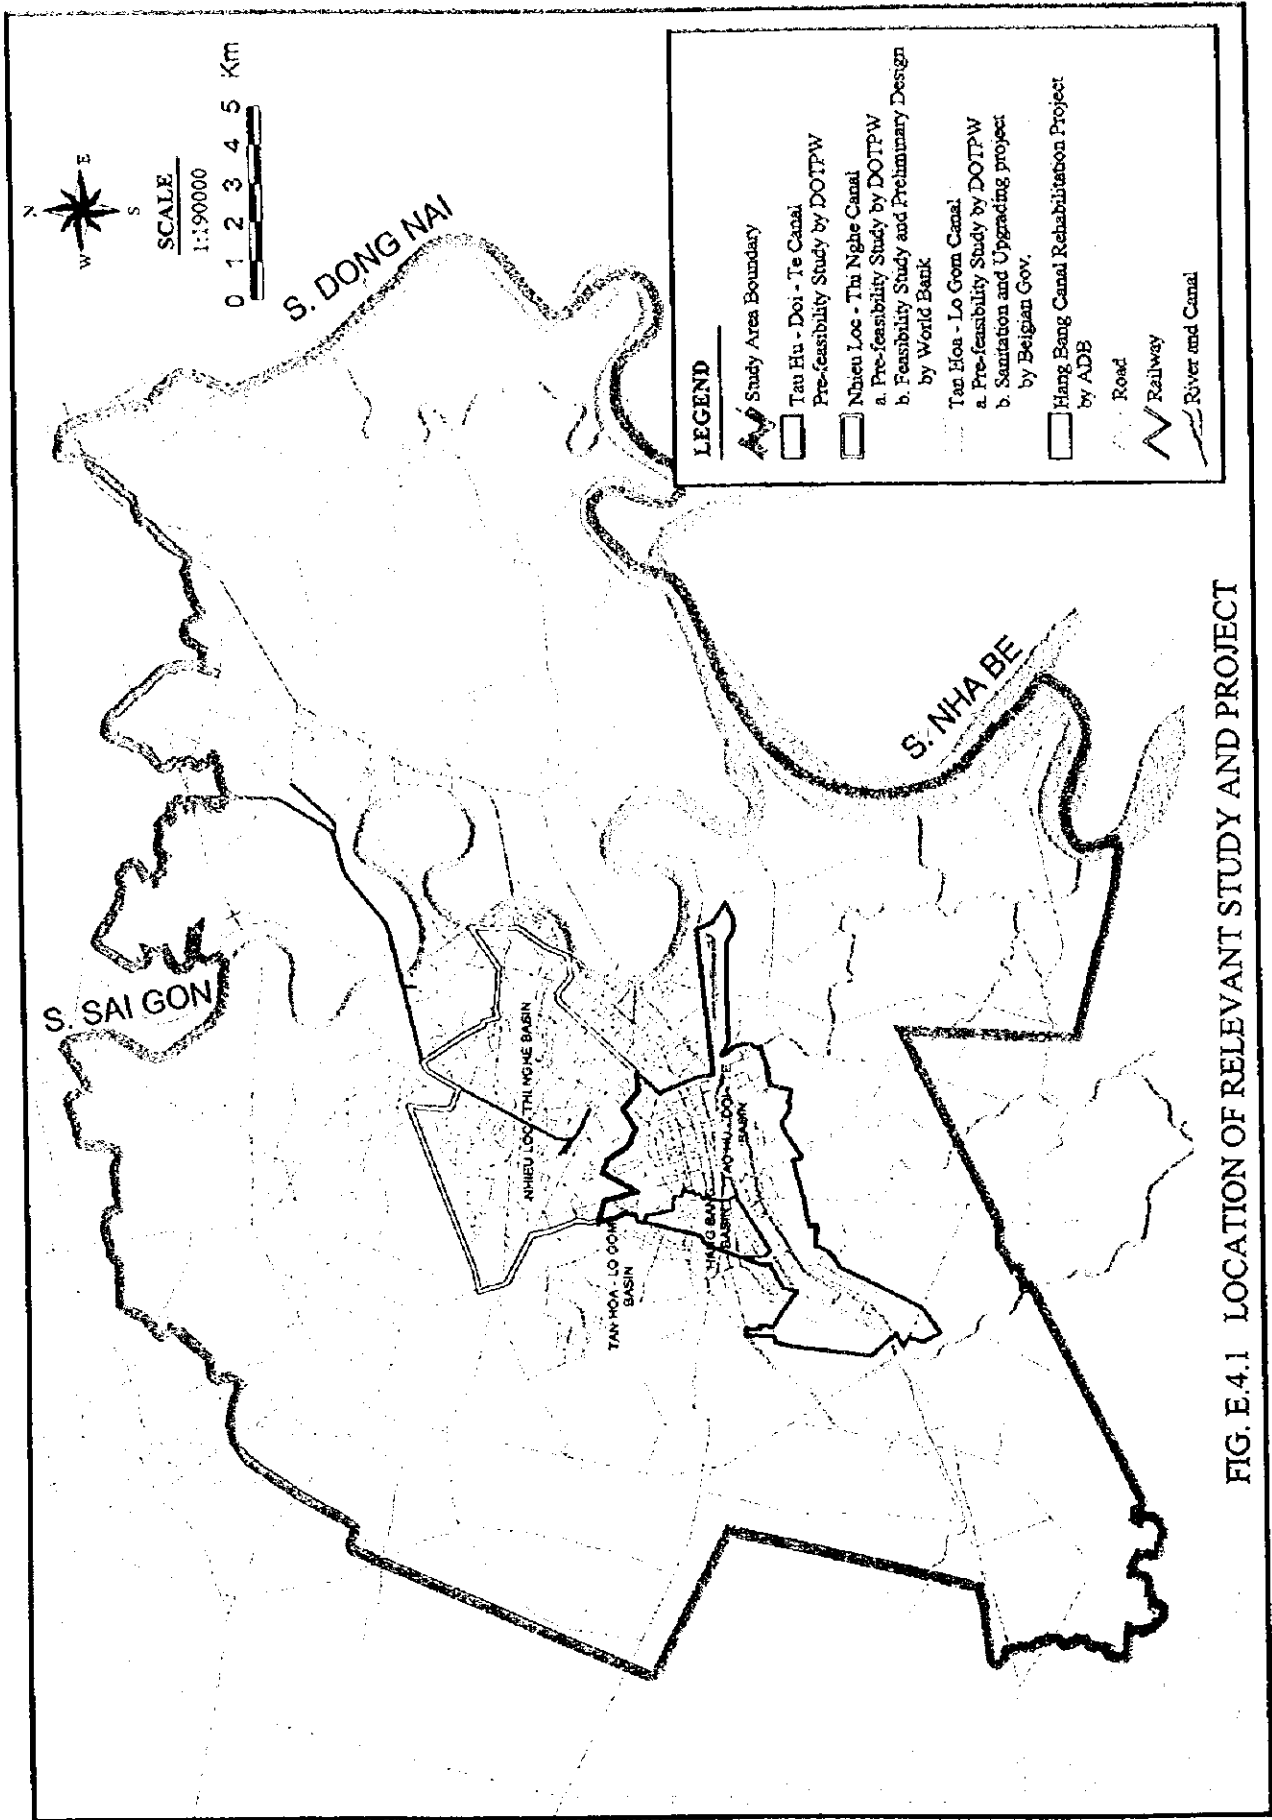 N
W
E
S
SCALE
1:190000
0 1 2 3 4 5 Km
S. DONG NAI
S. SAI GON
S. NHA BE
NHIEU LOC - THI NGHE BASIN
TAN HOA - LO GOM
BASIN
BASIN
BASIN
LEGEND
Study Area Boundary
Tau Hu - Doi - Te Canal
Pre-feasibility Study by DOTPW
Nhieu Loc - Thi Nghe Canal
a. Pre-feasibility Study by DOTPW
b. Feasibility Study and Preliminary Design
by World Bank
Tan Hoa - Lo Gom Canal
a. Pre-feasibility Study by DOTPW
b. Sanitation and Upgrading project
by Belgian Gov.
Hang Bang Canal Rehabilitation Project
by ADB
Road
Railway
River and Canal
FIG. E.4.1 LOCATION OF RELEVANT STUDY AND PROJECT